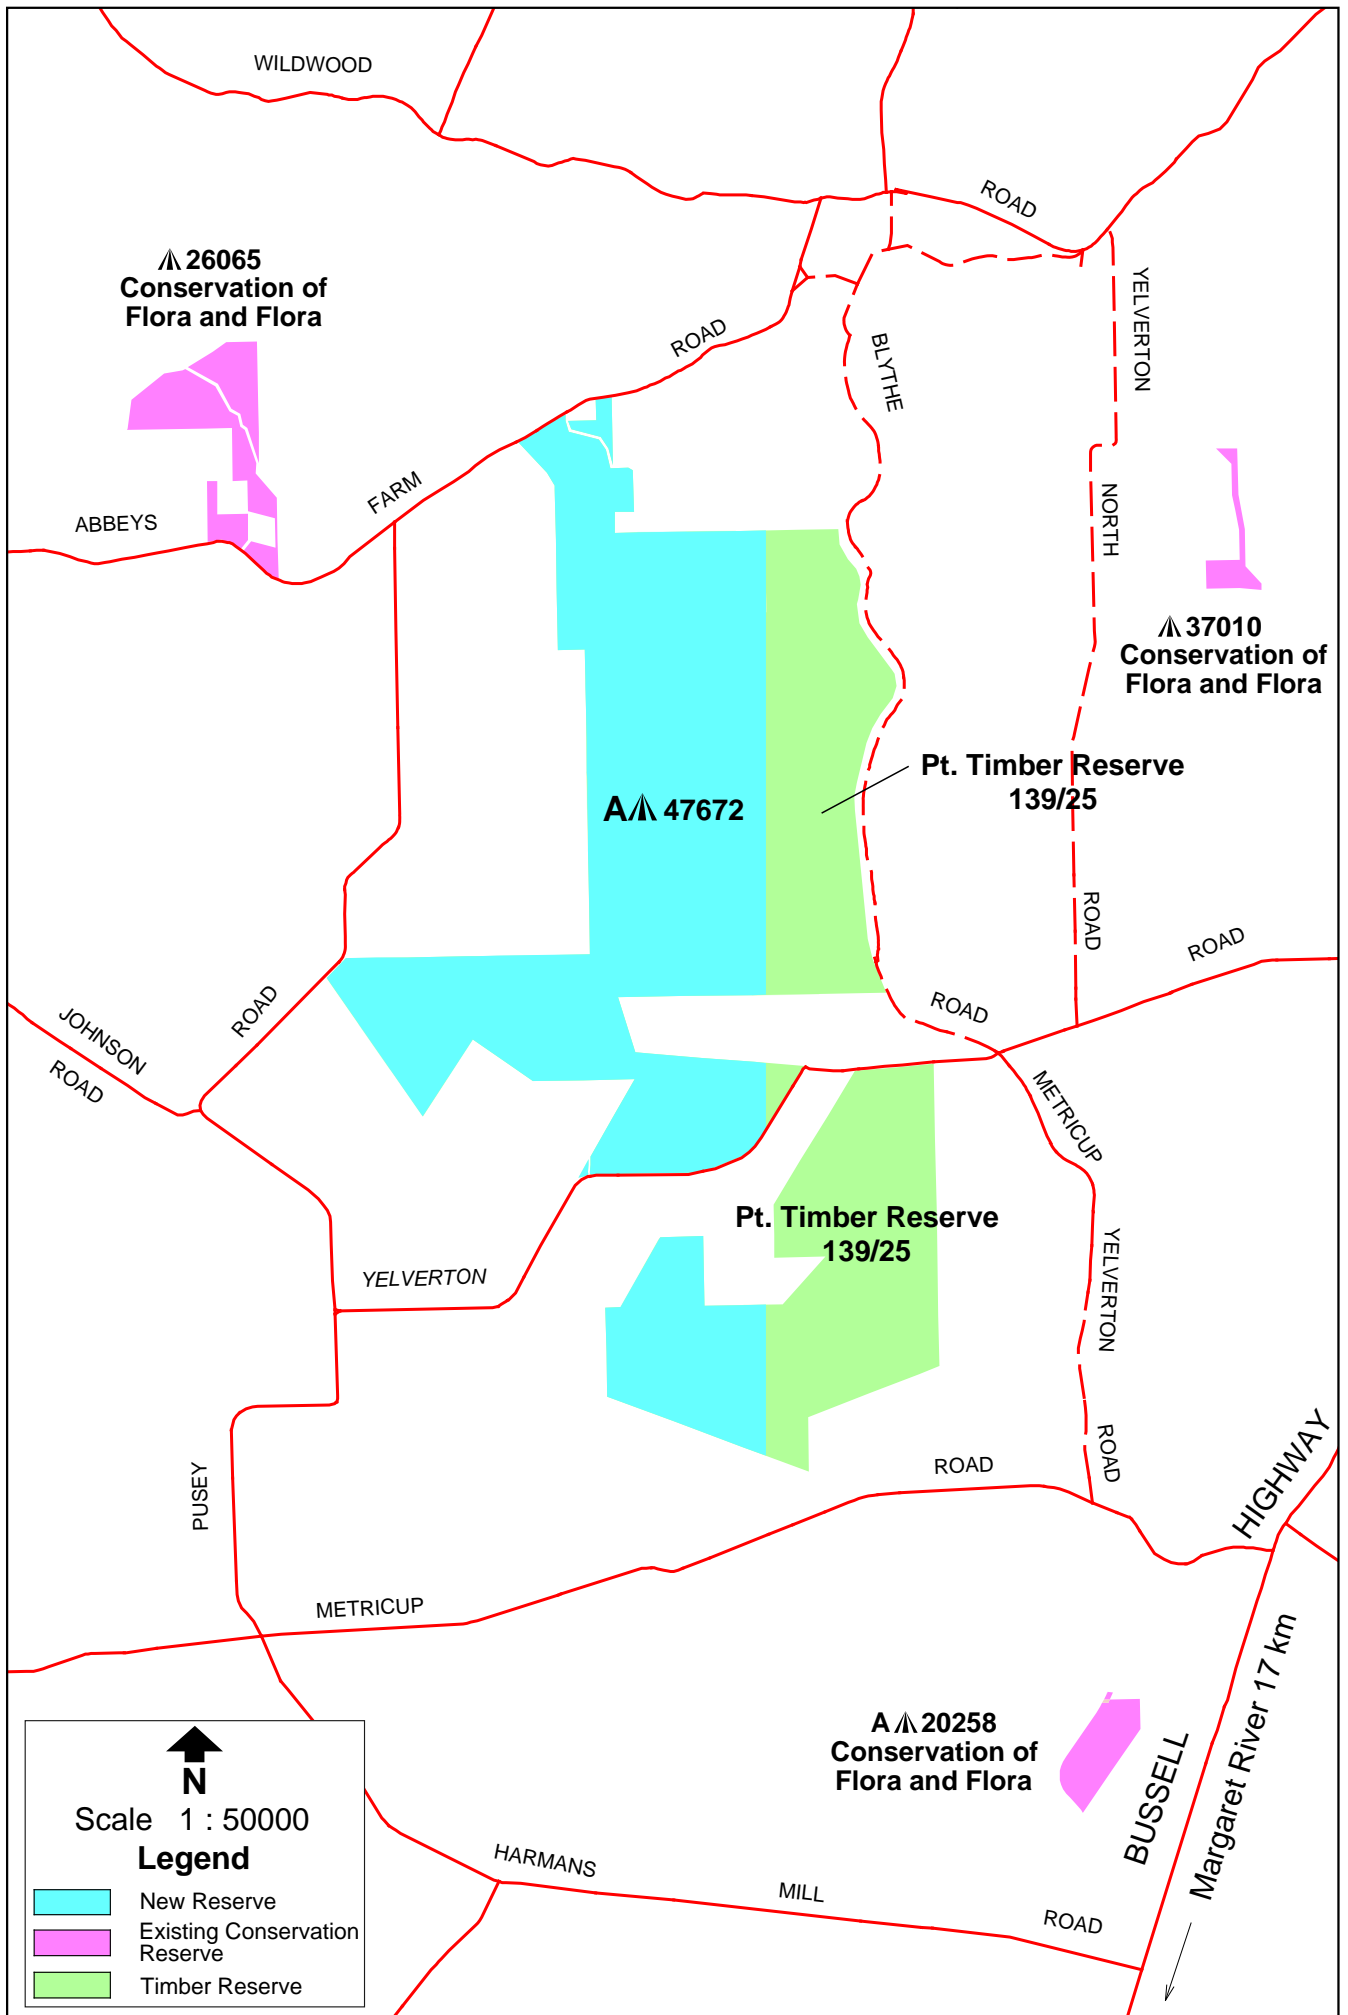 WILDWOOD
ROAD
26065
Conservation of
Flora and Flora
YELVERTON
ROAD
BLYTHE
FARM
ABBEYS
NORTH
37010
Conservation of
Flora and Flora
Pt. Timber Reserve
139/25
A 47672
ROAD
ROAD
ROAD
ROAD
JOHNSON
ROAD
METRICUP
Pt. Timber Reserve
139/25
YELVERTON
YELVERTON
ROAD
ROAD
HIGHWAY
PUSEY
METRICUP
Margaret River 17 km
A 20258
Conservation of
Flora and Flora
BUSSELL
N
Scale 1 : 50000
Legend
New Reserve
Existing Conservation
Reserve
Timber Reserve
HARMANS
MILL
ROAD